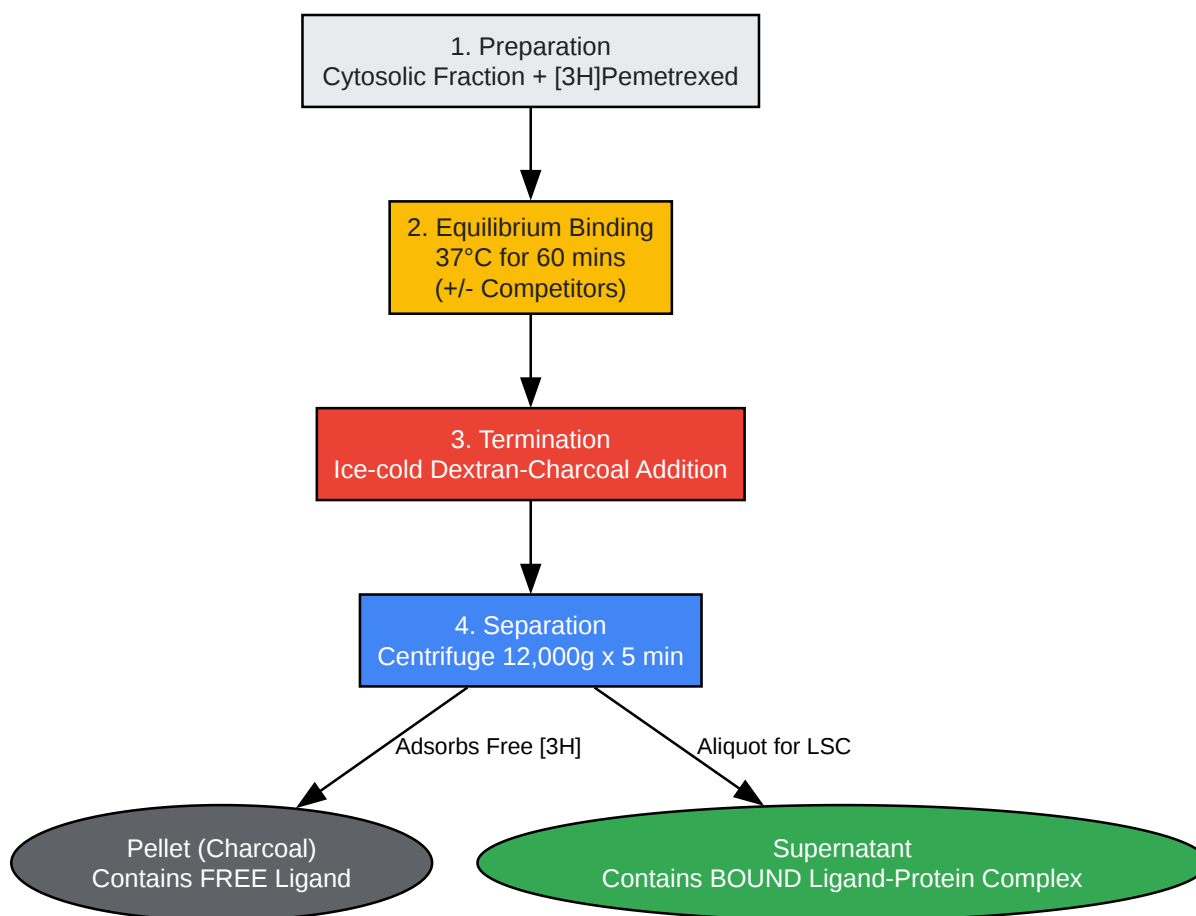 1. Preparation
Cytosolic Fraction + [3H]Pemetrexed
2. Equilibrium Binding
37°C for 60 mins
(+/- Competitors)
3. Termination
Ice-cold Dextran-Charcoal Addition
4. Separation
Centrifuge 12,000g x 5 min
Adsorbs Free [3H]
Aliquot for LSC
Pellet (Charcoal)
Contains FREE Ligand
Supernatant
Contains BOUND Ligand-Protein Complex